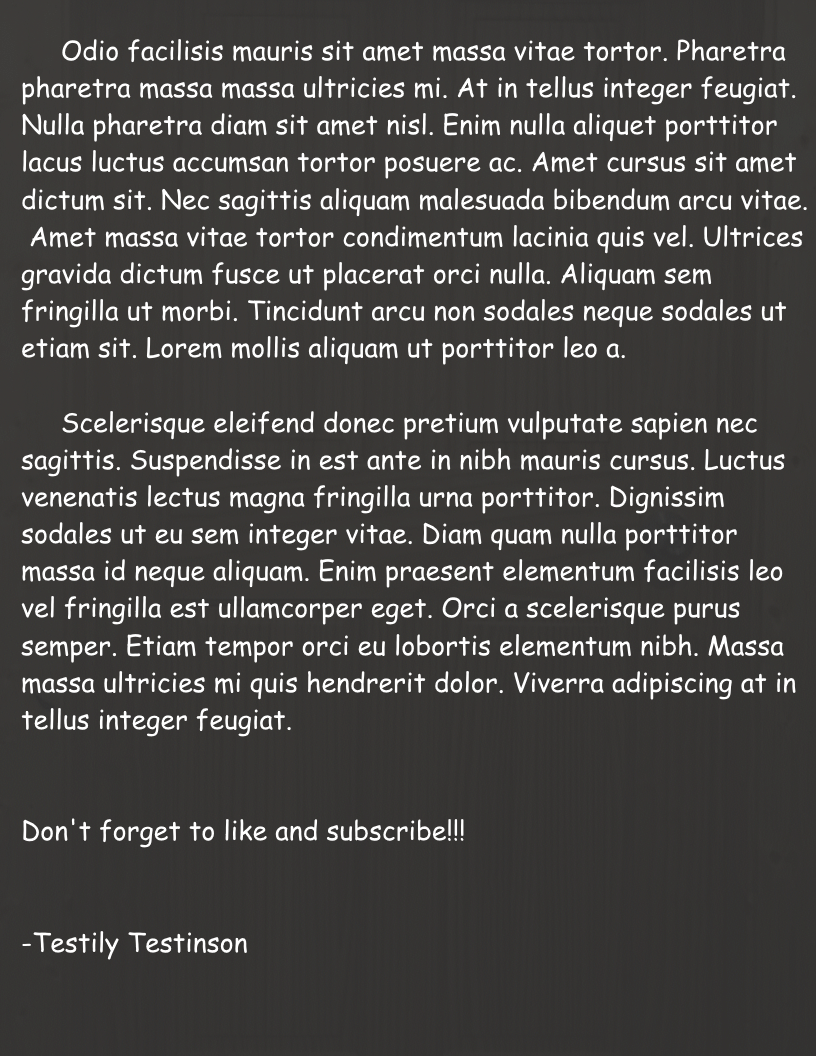 Odio facilisis mauris sit amet massa vitae tortor. Pharetra
pharetra massa massa ultricies mi. At in tellus integer feugiat.
Nulla pharetra diam sit amet nisl. Enim nulla aliquet porttitor
lacus luctus accumsan tortor posuere ac. Amet cursus sit amet
dictum sit. Nec sagittis aliquam malesuada bibendum arcu vitae.
Amet massa vitae tortor condimentum lacinia quis vel. Ultrices
gravida dictum fusce ut placerat orci nulla. Aliquam sem
fringilla ut morbi. Tincidunt arcu non sodales neque sodales ut
etiam sit. Lorem mollis aliquam ut porttitor leo a.
Scelerisque eleifend donec pretium vulputate sapien nec
sagittis. Suspendisse in est ante in nibh mauris cursus. Luctus
venenatis lectus magna fringilla urna porttitor. Dignissim
sodales ut eu sem integer vitae. Diam quam nulla porttitor
massa id neque aliquam. Enim praesent elementum facilisis leo
vel fringilla est ullamcorper eget. Orci a scelerisque purus
semper. Etiam tempor orci eu lobortis elementum nibh. Massa
massa ultricies mi quis hendrerit dolor. Viverra adipiscing at in
tellus integer feugiat.
Don't forget to like and subscribe!!!
-Testily Testinson